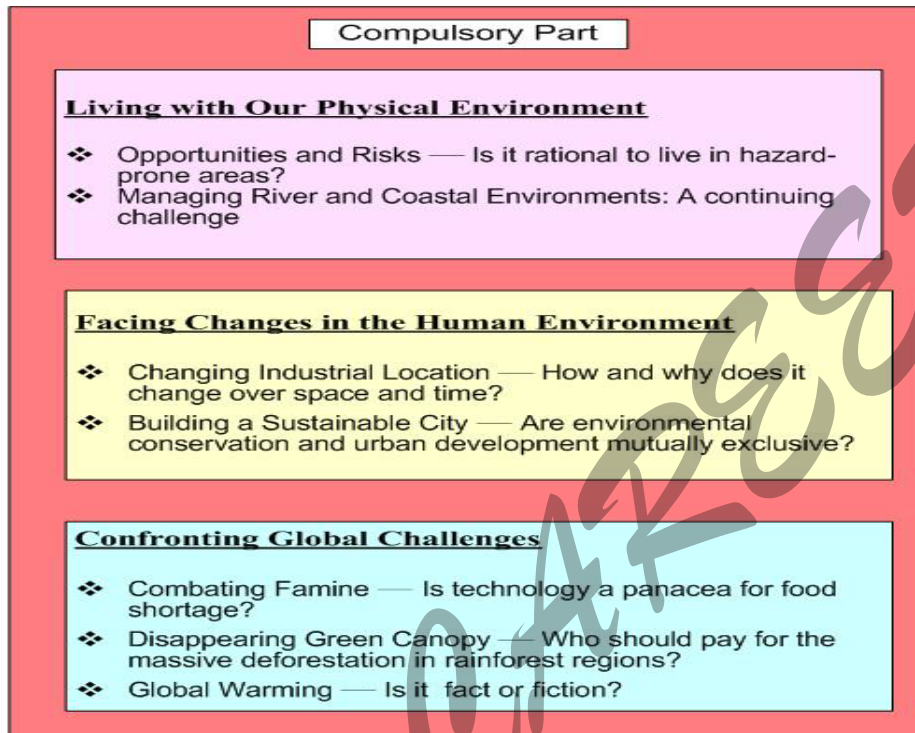 Compulsory Part
Living with Our Physical Environment
❖ Opportunities and Risks — Is it rational to live in hazard-
prone areas?
❖ Managing River and Coastal Environments: A continuing
challenge
Facing Changes in the Human Environment
❖ Changing Industrial Location — How and why does it
change over space and time?
❖ Building a Sustainable City — Are environmental
conservation and urban development mutually exclusive?
Confronting Global Challenges
❖ Combating Famine — Is technology a panacea for food
shortage?
❖ Disappearing Green Canopy — Who should pay for the
massive deforestation in rainforest regions?
❖ Global Warming — Is it fact or fiction?